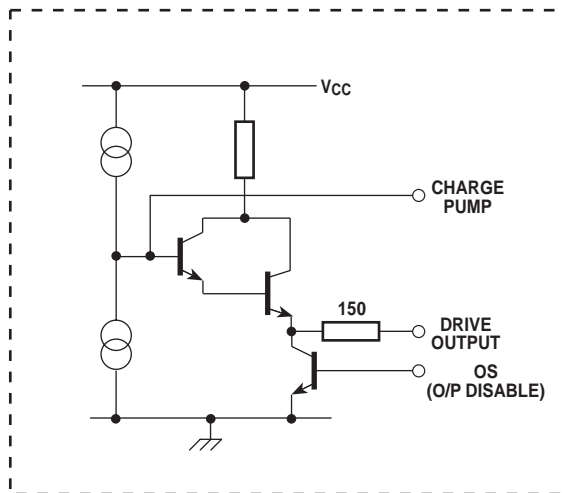 VCC
CHARGE
PUMP
150
DRIVE
OUTPUT
OS
(O/P DISABLE)